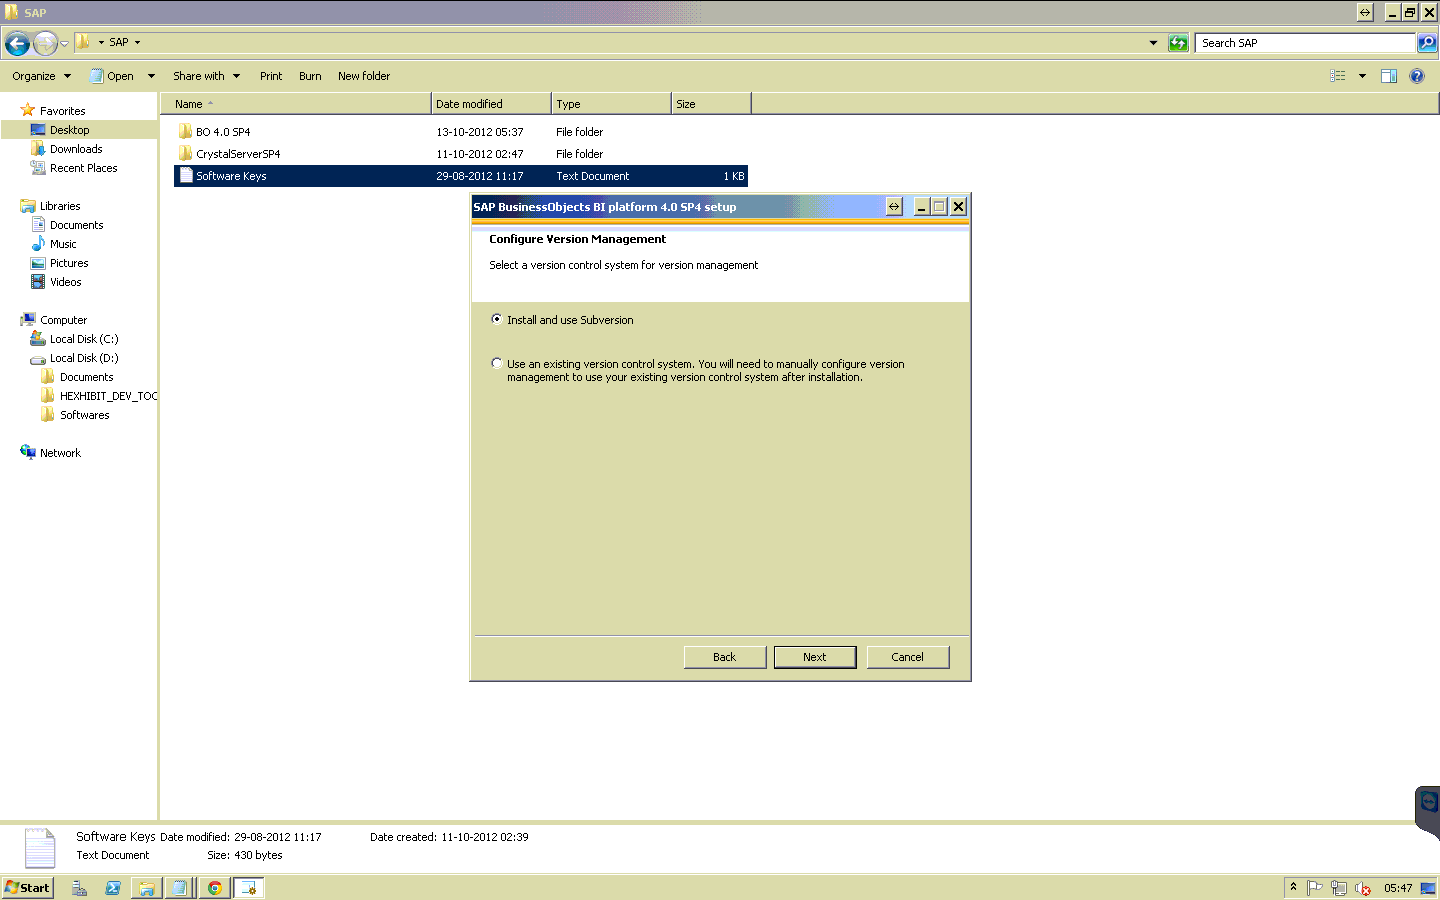 SAP
SAP
Search SAP
Organize Open Share with Print Burn New folder
Name Date modified Type Size
Favorites
Desktop
Downloads
Recent Places
Libraries
Documents
Music
Pictures
Videos
Computer
Local Disk (C:)
Local Disk (D:)
Documents
HEXHIBIT_DEV_TOO
Softwares
Network
BO 4.0 SP4 13-10-2012 05:37 File folder
CrystalServerSP4 11-10-2012 02:47 File folder
Software Keys 29-08-2012 11:17 Text Document 1 KB
SAP BusinessObjects BI platform 4.0 SP4 setup
Configure Version Management
Select a version control system for version management
Install and use Subversion
Use an existing version control system. You will need to manually configure version
management to use your existing version control system after installation.
Back Next Cancel
Software Keys Date modified: 29-08-2012 11:17 Date created: 11-10-2012 02:39
Text Document Size: 430 bytes
Start 05:47